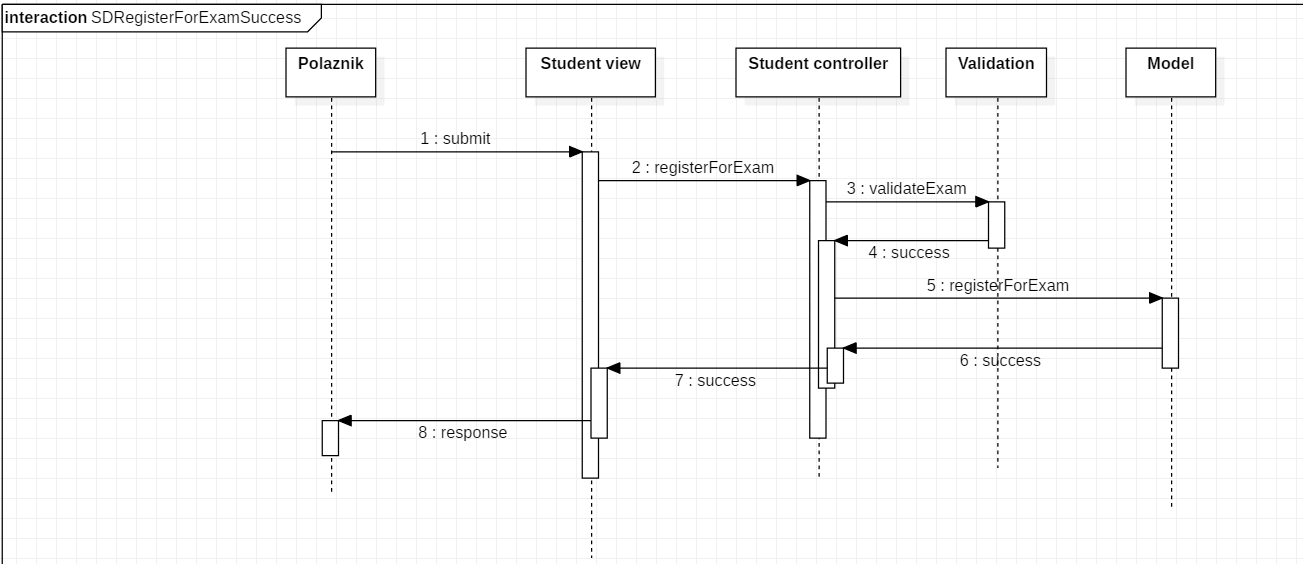 interaction SDRegisterForExamSuccess
Polaznik
Student view
Student controller
Validation
Model
1 : submit
2 : registerForExam
3 : validateExam
4 : success
5 : registerForExam
6 : success
7 : success
8 : response